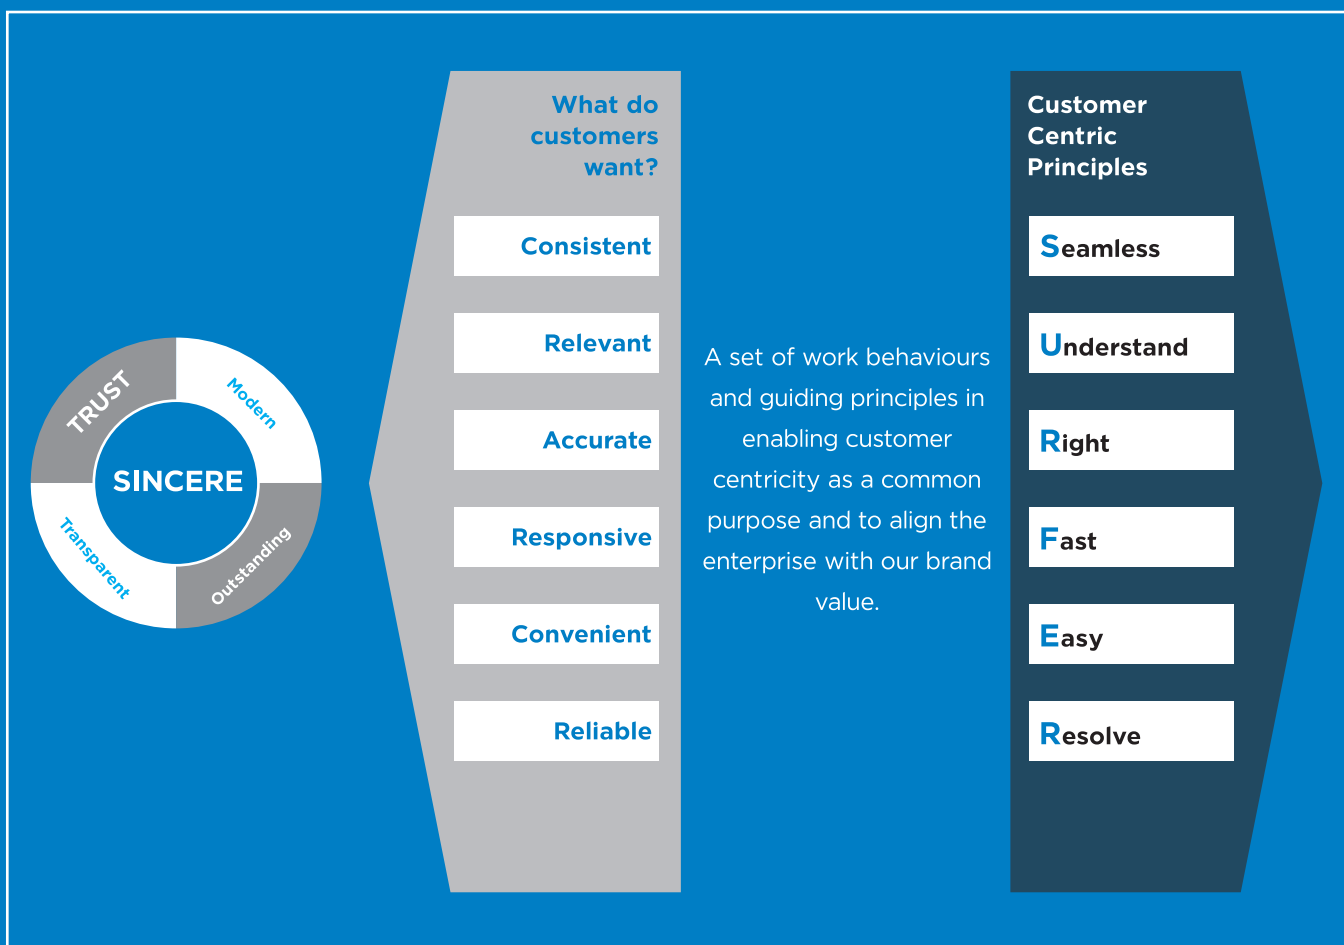 TRUST
Modern
SINCERE
Transparent
Outstanding
What do
customers
want?
Consistent
Relevant
Accurate
Responsive
Convenient
Reliable
A set of work behaviours
and guiding principles in
enabling customer
centricity as a common
purpose and to align the
enterprise with our brand
value.
Customer
Centric
Principles
Seamless
Understand
Right
Fast
Easy
Resolve